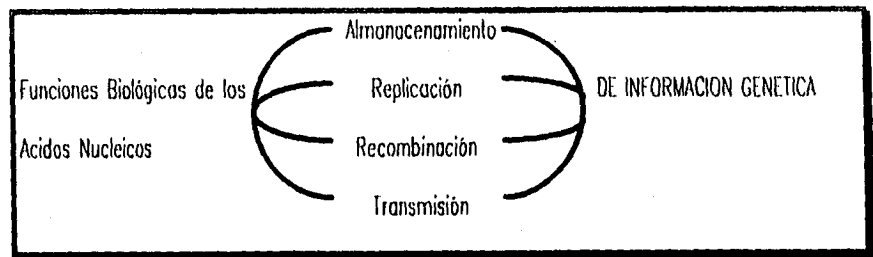 Almanacenamiento
Funciones Biológicas de los
Replicación
DE INFORMACION GENETICA
Acidos Nucleicos
Recombinación
Transmisión